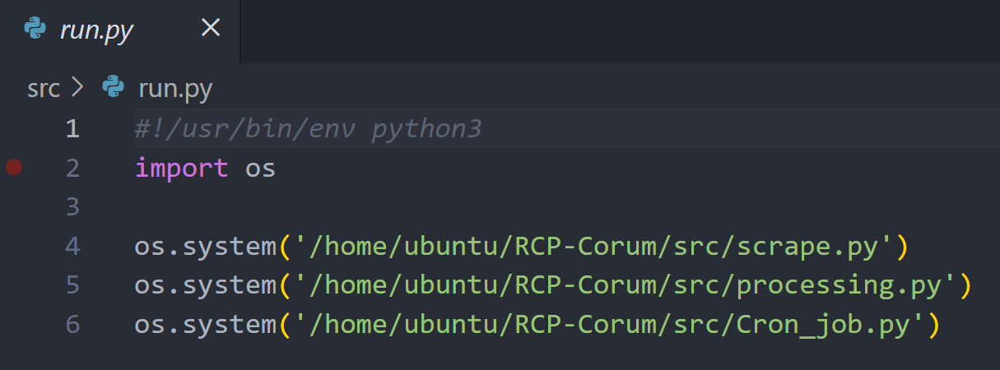 run.py
src > run.py
1 #!/usr/bin/env python3
2 import os
3
4 os.system('/home/ubuntu/RCP-Corum/src/scrape.py')
5 os.system('/home/ubuntu/RCP-Corum/src/processing.py')
6 os.system('/home/ubuntu/RCP-Corum/src/Cron_job.py')